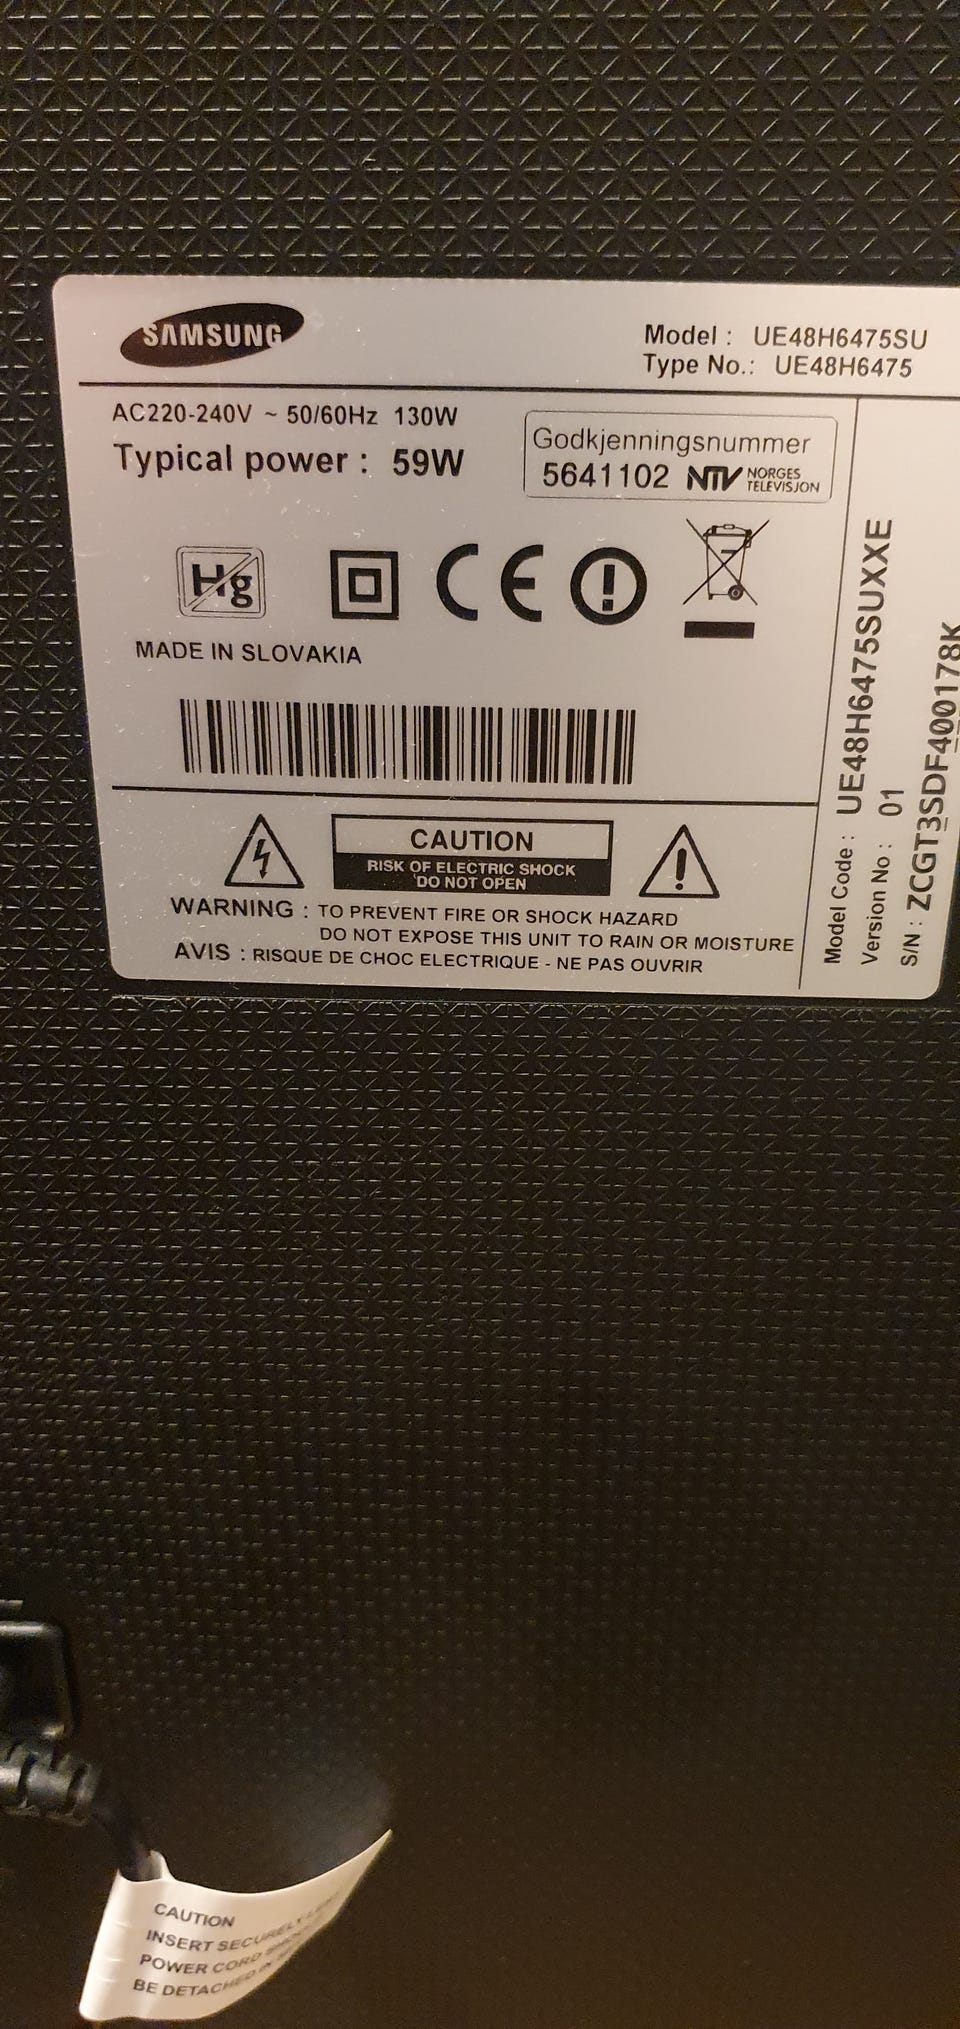 SAMSUNG
Model : UE48H6475SU
Type No.: UE48H6475
AC220-240V ~ 50/60Hz 130W
Typical power : 59W
Godkjenningsnummer
5641102 NTV NORGES
TELEVISJON
Hg
CE
MADE IN SLOVAKIA
CAUTION
RISK OF ELECTRIC SHOCK
DO NOT OPEN
WARNING : TO PREVENT FIRE OR SHOCK HAZARD
DO NOT EXPOSE THIS UNIT TO RAIN OR MOISTURE
AVIS : RISQUE DE CHOC ELECTRIQUE - NE PAS OUVRIR
Model Code : UE48H6475SUXXE
Version No : 01
S/N : ZCGT3SDF400178K
CAUTION
INSERT SECURELY
POWER CORD
BE DETACHED